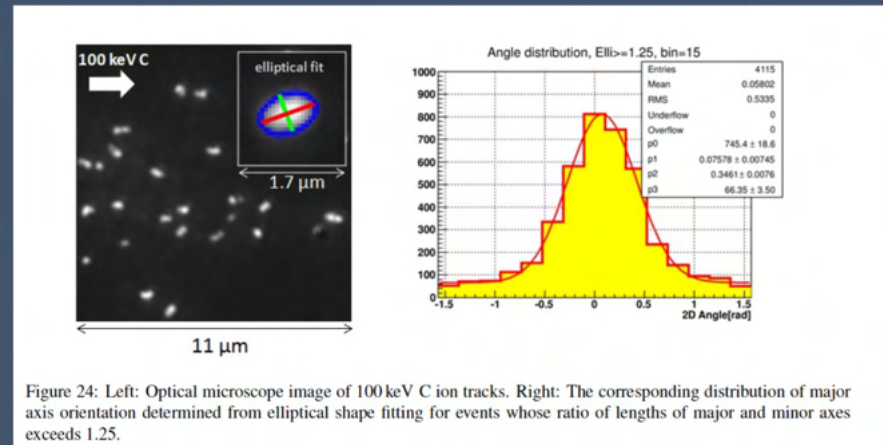 100 keV C
elliptical fit
1.7 μm
11 μm
Angle distribution, Elli>=1.25, bin=15
Entries 4115
Mean 0.05802
RMS 0.5335
Underflow 0
Overflow 0
p0 745.4 ± 18.6
p1 0.07578 ± 0.00745
p2 0.3461 ± 0.0076
p3 66.35 ± 3.50
1000
900
800
700
600
500
400
300
200
100
0
-1.5 -1 -0.5 0 0.5 1 1.5
2D Angle[rad]
Figure 24: Left: Optical microscope image of 100 keV C ion tracks. Right: The corresponding distribution of major
axis orientation determined from elliptical shape fitting for events whose ratio of lengths of major and minor axes
exceeds 1.25.